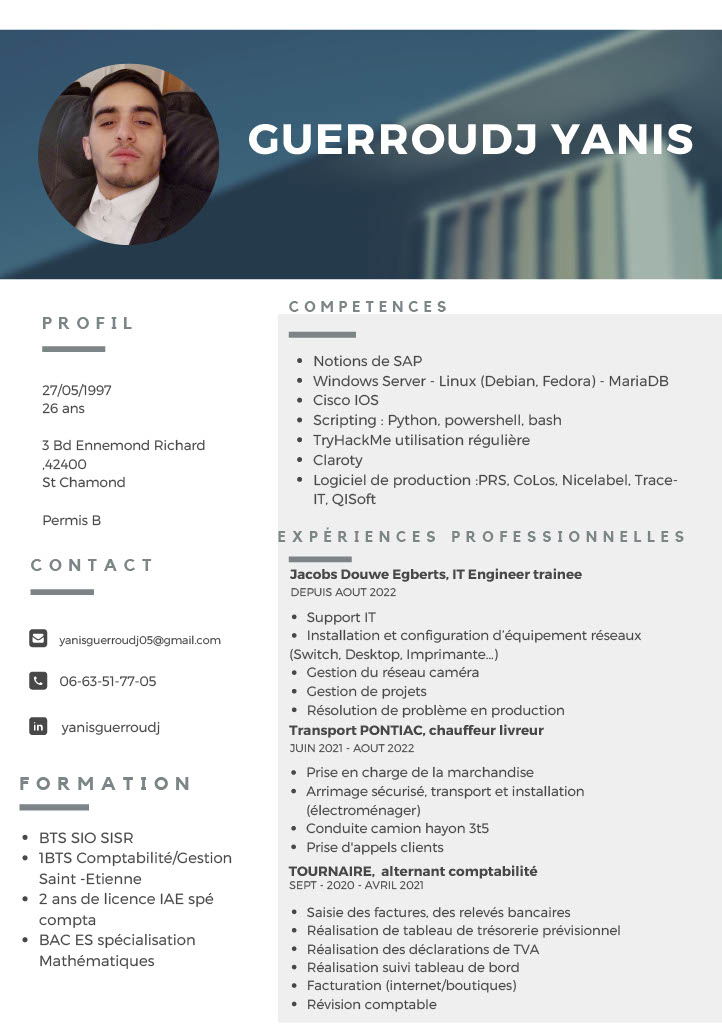 GUERROUDJ YANIS
PROFIL
27/05/1997
26 ans
3 Bd Ennemond Richard
,42400
St Chamond
Permis B
CONTACT
yanisguerroudj05@gmail.com
06-63-51-77-05
in yanisguerroudj
FORMATION
• BTS SIO SISR
• 1BTS Comptabilité/Gestion
Saint -Etienne
• 2 ans de licence IAE spé
compta
• BAC ES spécialisation
Mathématiques
COMPETENCES
• Notions de SAP
• Windows Server - Linux (Debian, Fedora) - MariaDB
• Cisco IOS
• Scripting : Python, powershell, bash
• TryHackMe utilisation régulière
• Claroty
• Logiciel de production :PRS, CoLos, Nicelabel, Trace-
IT, QISoft
EXPÉRIENCES PROFESSIONNELLES
Jacobs Douwe Egberts, IT Engineer trainee
DEPUIS AOUT 2022
• Support IT
• Installation et configuration d'équipement réseaux
(Switch, Desktop, Imprimante...)
• Gestion du réseau caméra
• Gestion de projets
• Résolution de problème en production
Transport PONTIAC, chauffeur livreur
JUIN 2021 - AOUT 2022
• Prise en charge de la marchandise
• Arrimage sécurisé, transport et installation
(électroménager)
• Conduite camion hayon 3t5
• Prise d'appels clients
TOURNAIRE, alternant comptabilité
SEPT - 2020 - AVRIL 2021
• Saisie des factures, des relevés bancaires
• Réalisation de tableau de trésorerie prévisionnel
• Réalisation des déclarations de TVA
• Réalisation suivi tableau de bord
• Facturation (internet/boutiques)
• Révision comptable